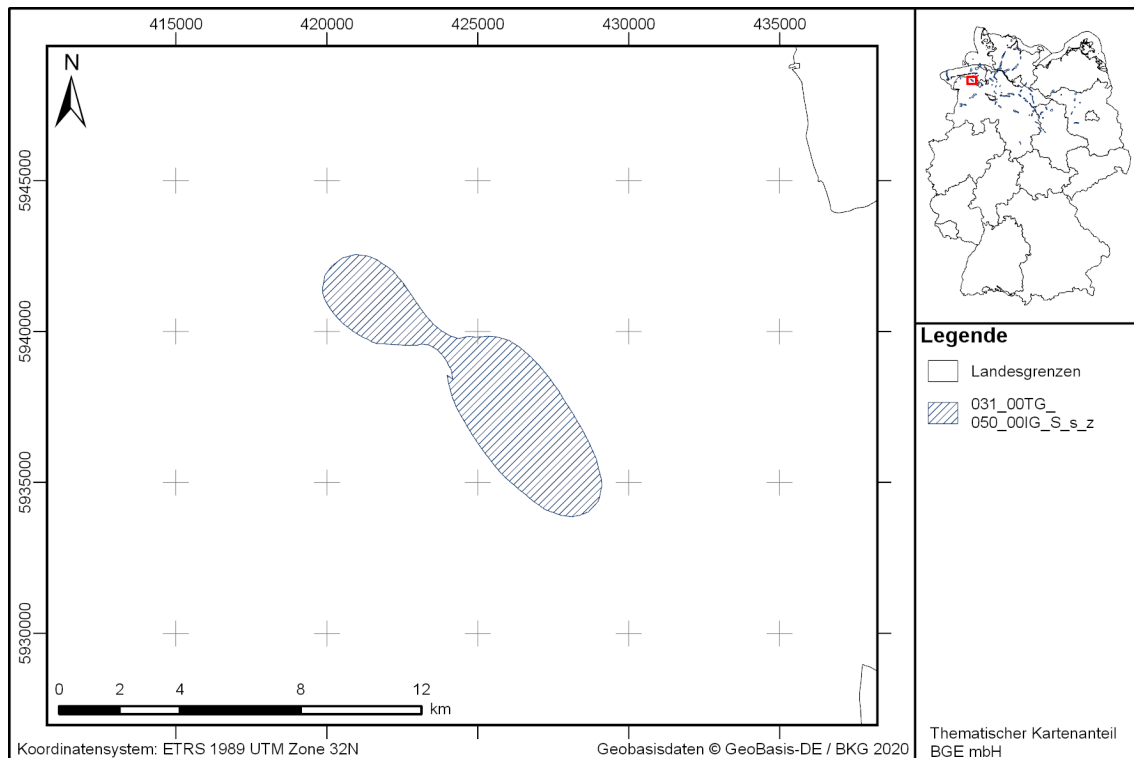 415000 420000 425000 430000 435000
N
5945000
5940000
5935000
5930000
0 2 4 8 12
km
Koordinatensystem: ETRS 1989 UTM Zone 32N
Geobasisdaten © GeoBasis-DE / BKG 2020
Legende
Landesgrenzen
031_00TG_
050_00IG_S_s_z
Thematischer Kartenanteil
BGE mbH